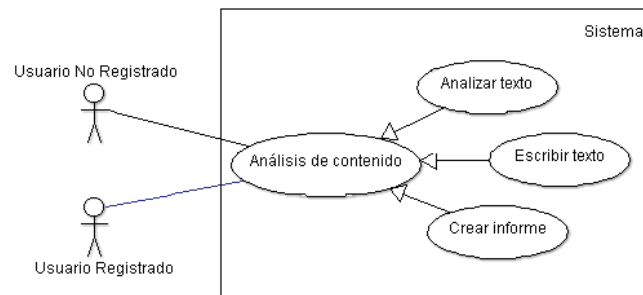 Sistema
Usuario No Registrado
Analizar texto
Análisis de contenido
Escribir texto
Crear informe
Usuario Registrado